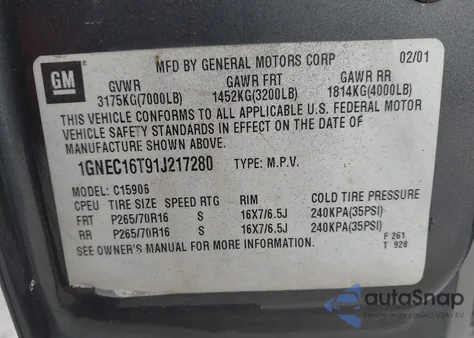 GM
MFD BY GENERAL MOTORS CORP 02/01
GVWR GAWR FRT GAWR RR
3175KG(7000LB) 1452KG(3200LB) 1814KG(4000LB)
THIS VEHICLE CONFORMS TO ALL APPLICABLE U.S. FEDERAL MOTOR
VEHICLE SAFETY STANDARDS IN EFFECT ON THE DATE OF
MANUFACTURE SHOWN ABOVE.
1GNEC16T91J217280 TYPE: M.P.V.
MODEL: C15906
CPEU TIRE SIZE SPEED RTG RIM COLD TIRE PRESSURE
FRT P265/70R16 S 16X7/6.5J 240KPA(35PSI)
RR P265/70R16 S 16X7/6.5J 240KPA(35PSI)
SEE OWNER'S MANUAL FOR MORE INFORMATION.
F 261
T 928
autoSnap